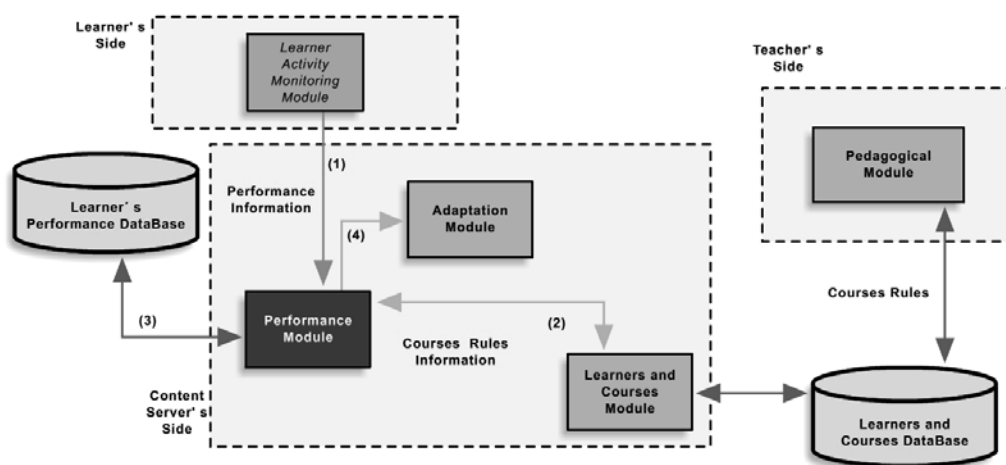 Learner' s
Side
Learner
Activity
Monitoring
Module
Teacher' s
Side
(1)
Pedagogical
Module
Performance
Information
Adaptation
Module
Learner´ s
Performance DataBase
(4)
Courses Rules
(3)
Performance
Module
(2)
Courses Rules
Information
Learners and
Courses Module
Content
Server' s
Side
Learners and
Courses DataBase